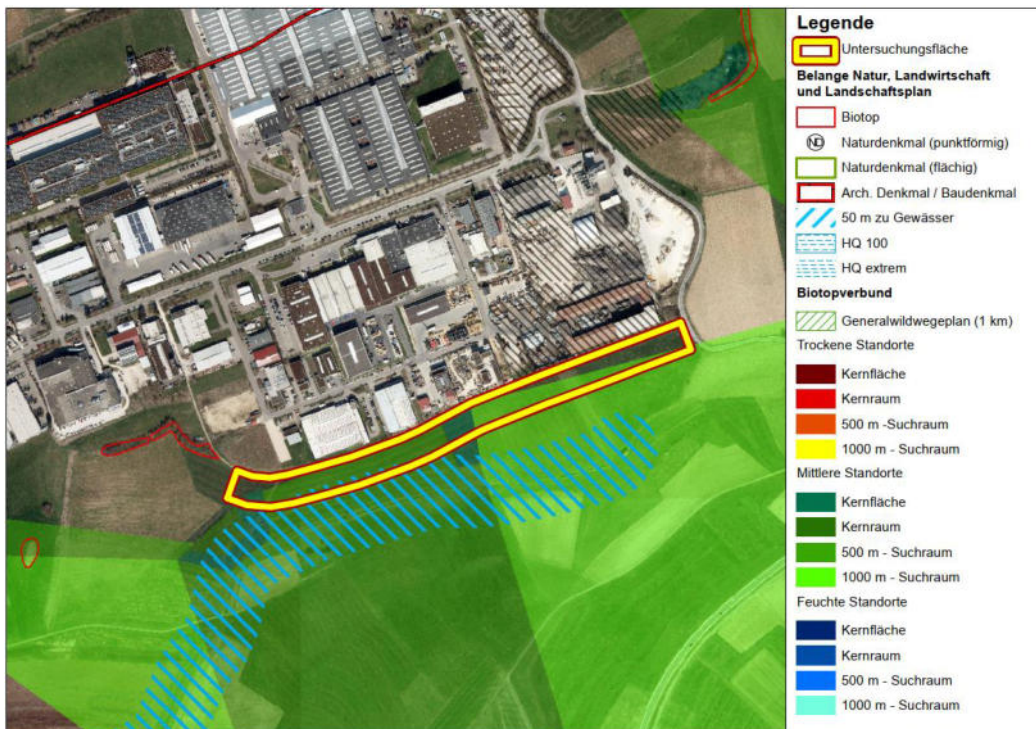 Legende
Untersuchungsfläche
Belange Natur, Landwirtschaft
und Landschaftsplan
Biotop
ND Naturdenkmal (punktförmig)
Naturdenkmal (flächig)
Arch. Denkmal / Baudenkmal
50 m zu Gewässer
HQ 100
HQ extrem
Biotopverbund
Generalwildwegeplan (1 km)
Trockene Standorte
Kernfläche
Kernraum
500 m -Suchraum
1000 m - Suchraum
Mittlere Standorte
Kernfläche
Kernraum
500 m - Suchraum
1000 m - Suchraum
Feuchte Standorte
Kernfläche
Kernraum
500 m - Suchraum
1000 m - Suchraum